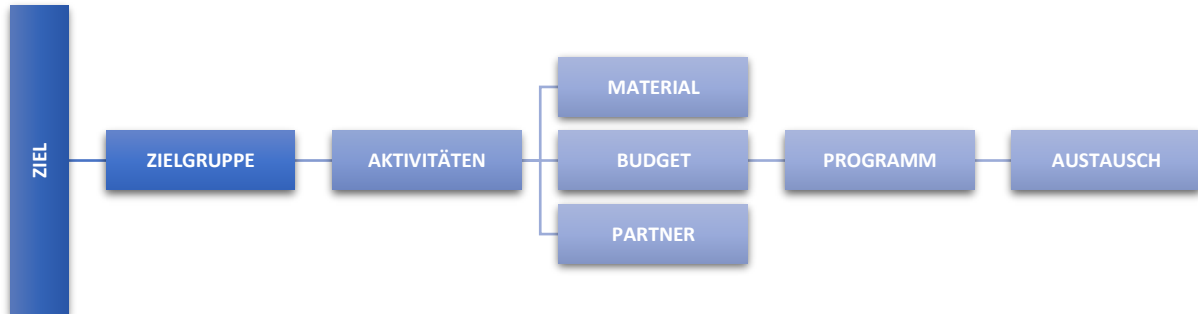 ZIEL
ZIELGRUPPE
AKTIVITÄTEN
MATERIAL
BUDGET
PARTNER
PROGRAMM
AUSTAUSCH